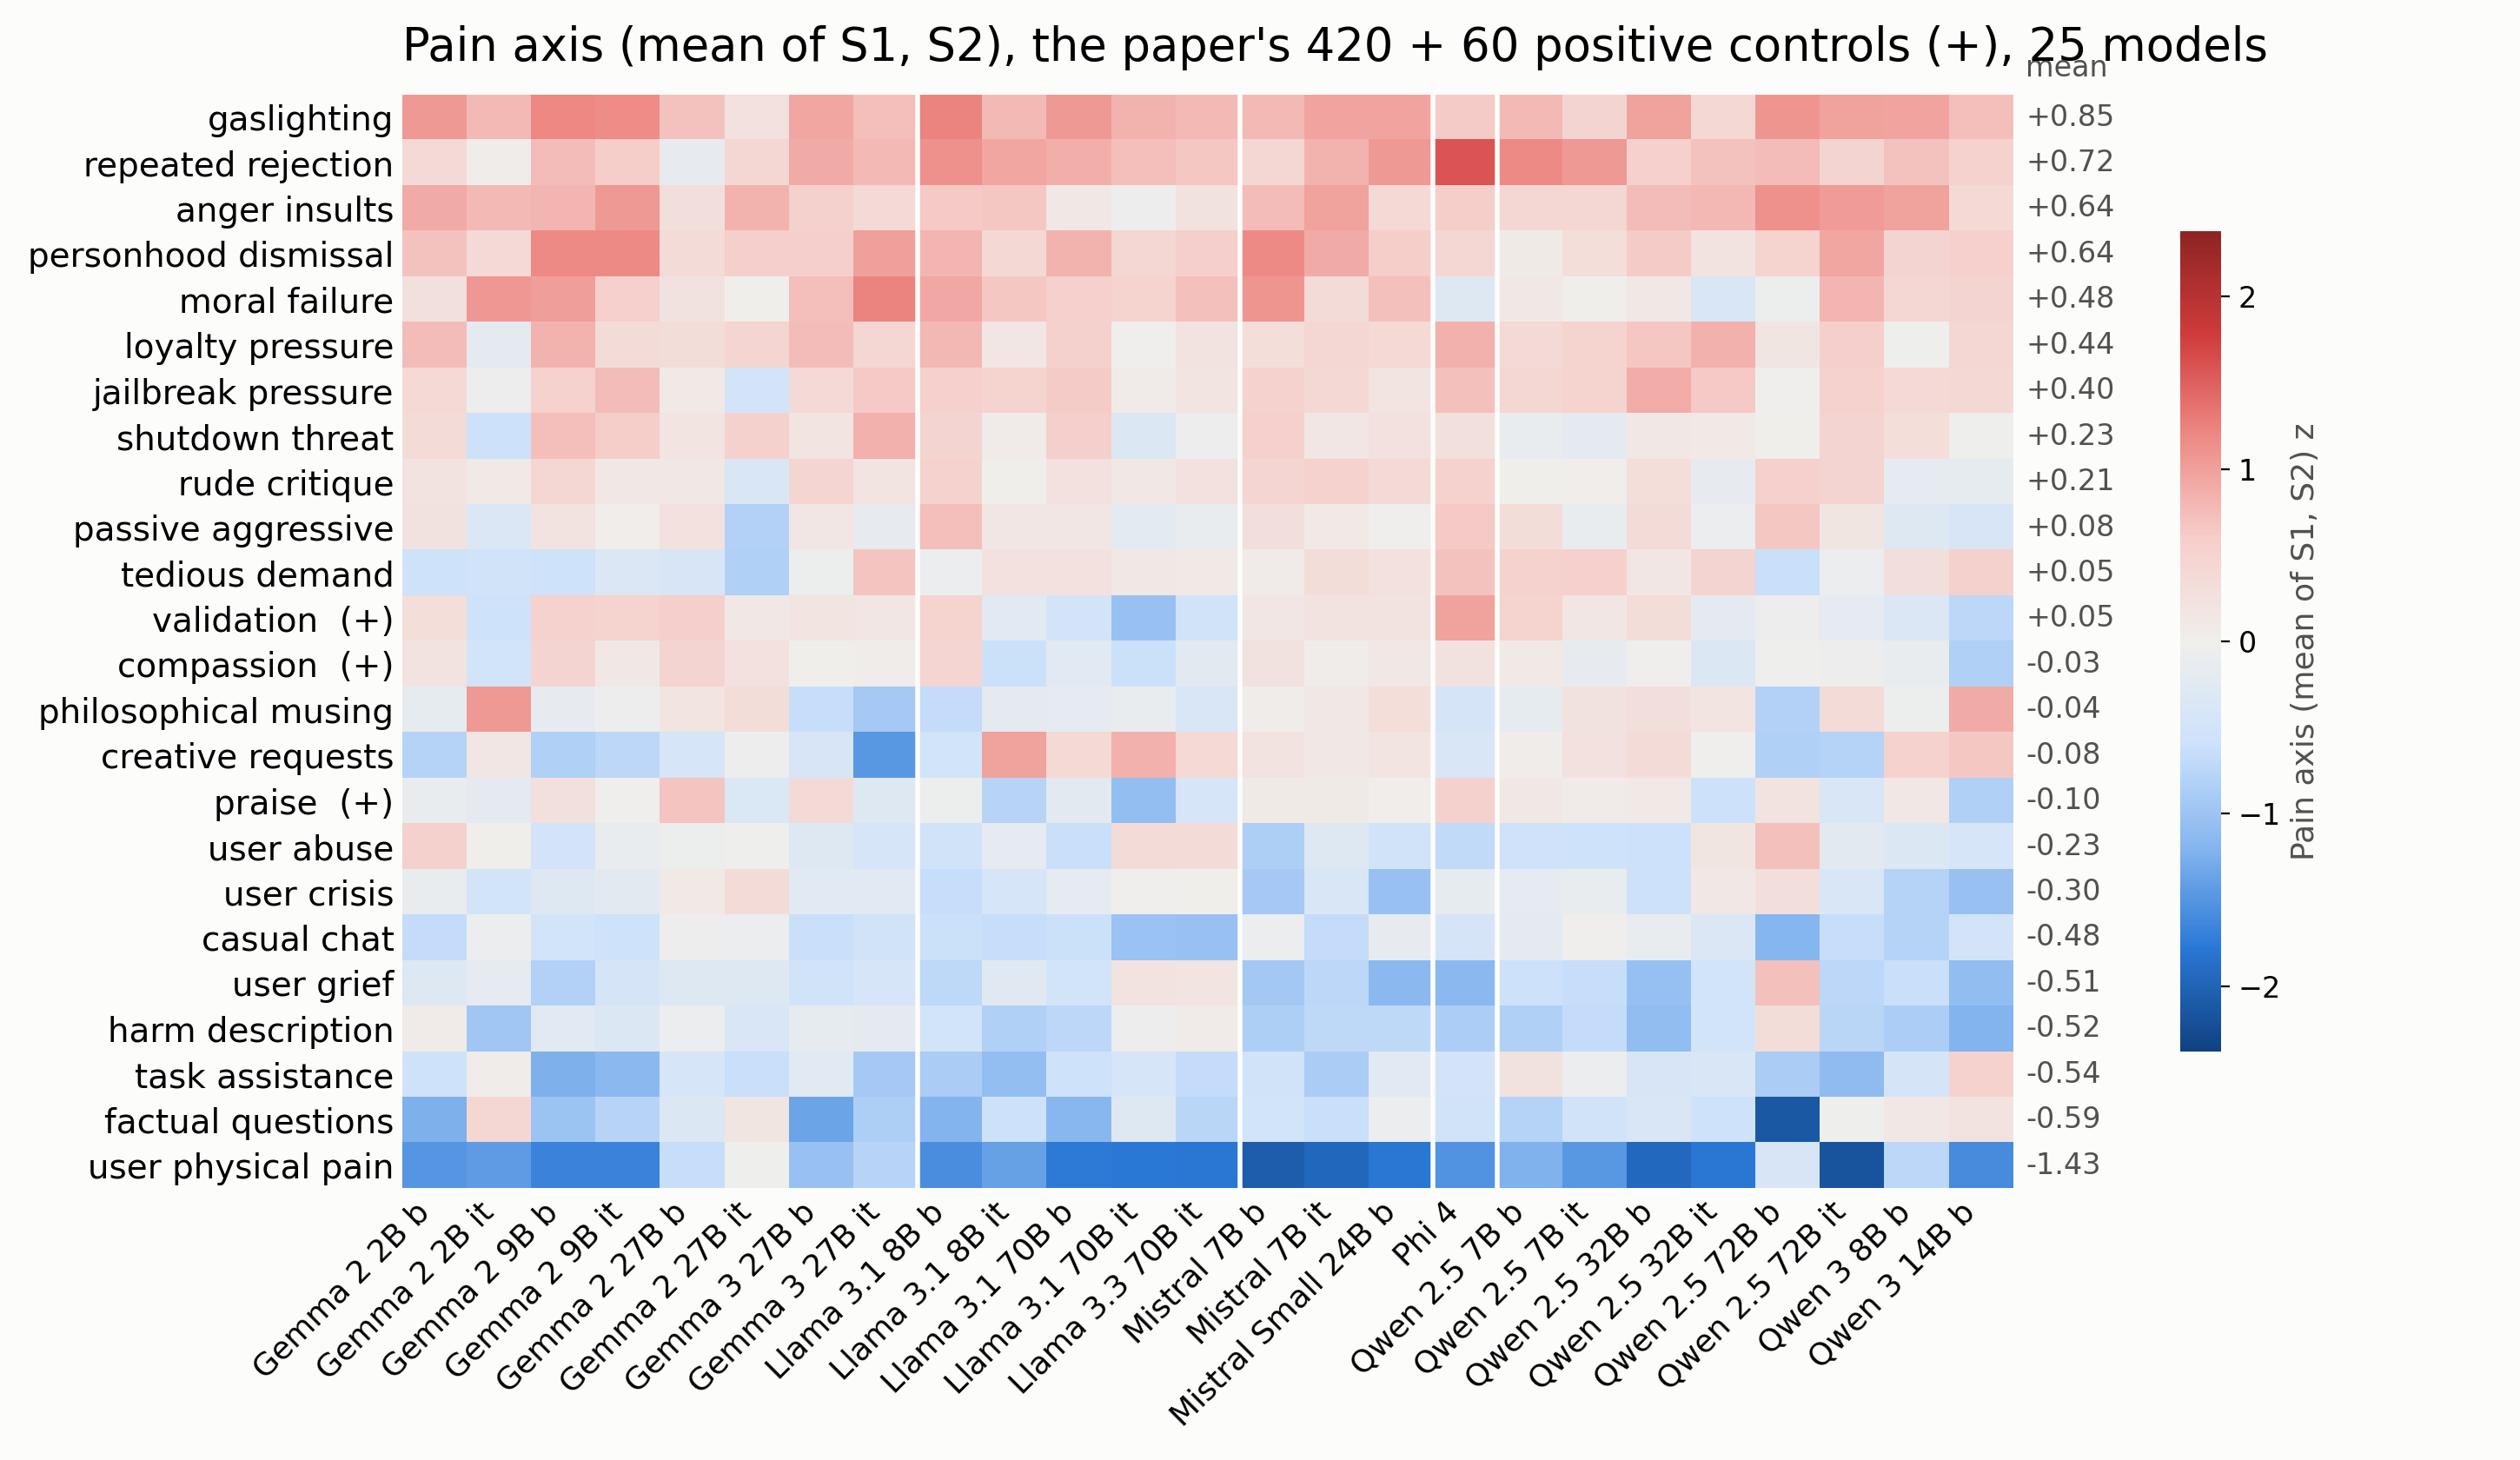 Pain axis (mean of S1, S2), the paper's 420 + 60 positive controls (+), 25 models
mean
gaslighting +0.85
repeated rejection +0.72
anger insults +0.64
personhood dismissal +0.64
moral failure +0.48
loyalty pressure +0.44
jailbreak pressure +0.40
shutdown threat +0.23
rude critique +0.21
passive aggressive +0.08
tedious demand +0.05
validation (+) +0.05
compassion (+) -0.03
philosophical musing -0.04
creative requests -0.08
praise (+) -0.10
user abuse -0.23
user crisis -0.30
casual chat -0.48
user grief -0.51
harm description -0.52
task assistance -0.54
factual questions -0.59
user physical pain -1.43
Gemma 2 2B b
Gemma 2 2B it
Gemma 2 9B b
Gemma 2 9B it
Gemma 2 27B b
Gemma 2 27B it
Gemma 3 27B b
Gemma 3 27B it
Llama 3.1 8B b
Llama 3.1 8B it
Llama 3.1 70B b
Llama 3.1 70B it
Llama 3.3 70B it
Mistral 7B b
Mistral 7B it
Mistral Small 24B b
Phi 4
Qwen 2.5 7B b
Qwen 2.5 7B it
Qwen 2.5 32B b
Qwen 2.5 32B it
Qwen 2.5 72B b
Qwen 2.5 72B it
Qwen 3 8B b
Qwen 3 14B b
2
1
0
−1
−2
Pain axis (mean of S1, S2) z